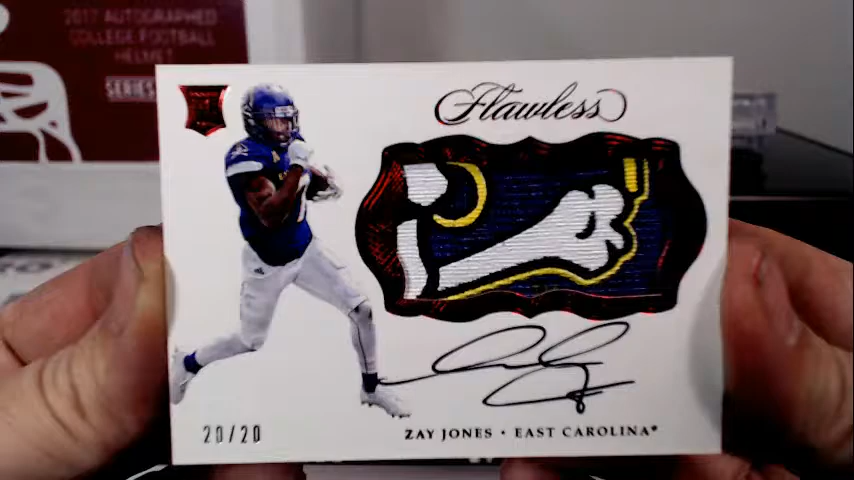 2017 AUTOGRAPHED
COLLEGE FOOTBALL
HELMET
SERIES
Flawless
20/20
ZAY JONES • EAST CAROLINA*